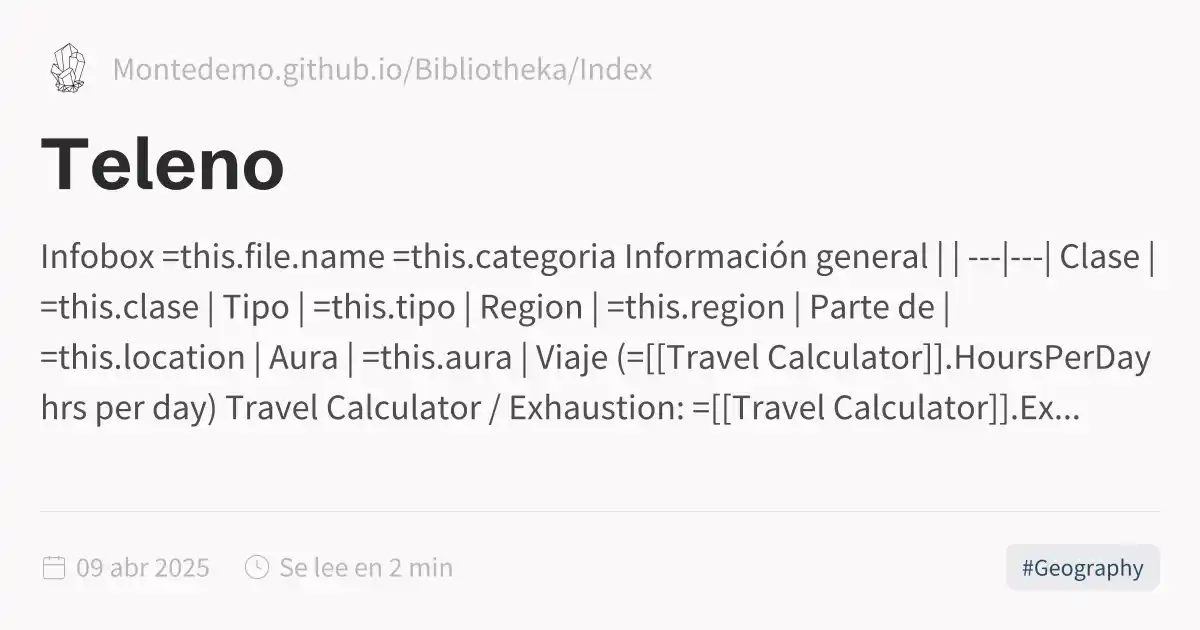 Montedemo.github.io/Bibliotheka/Index
Teleno
Infobox =this.file.name =this.categoria Información general | | ---|---| Clase |
=this.clase | Tipo | =this.tipo | Region | =this.region | Parte de |
=this.location | Aura | =this.aura | Viaje (=[[Travel Calculator]].HoursPerDay
hrs per day) Travel Calculator / Exhaustion: =[[Travel Calculator]].Ex...
09 abr 2025 Se lee en 2 min #Geography